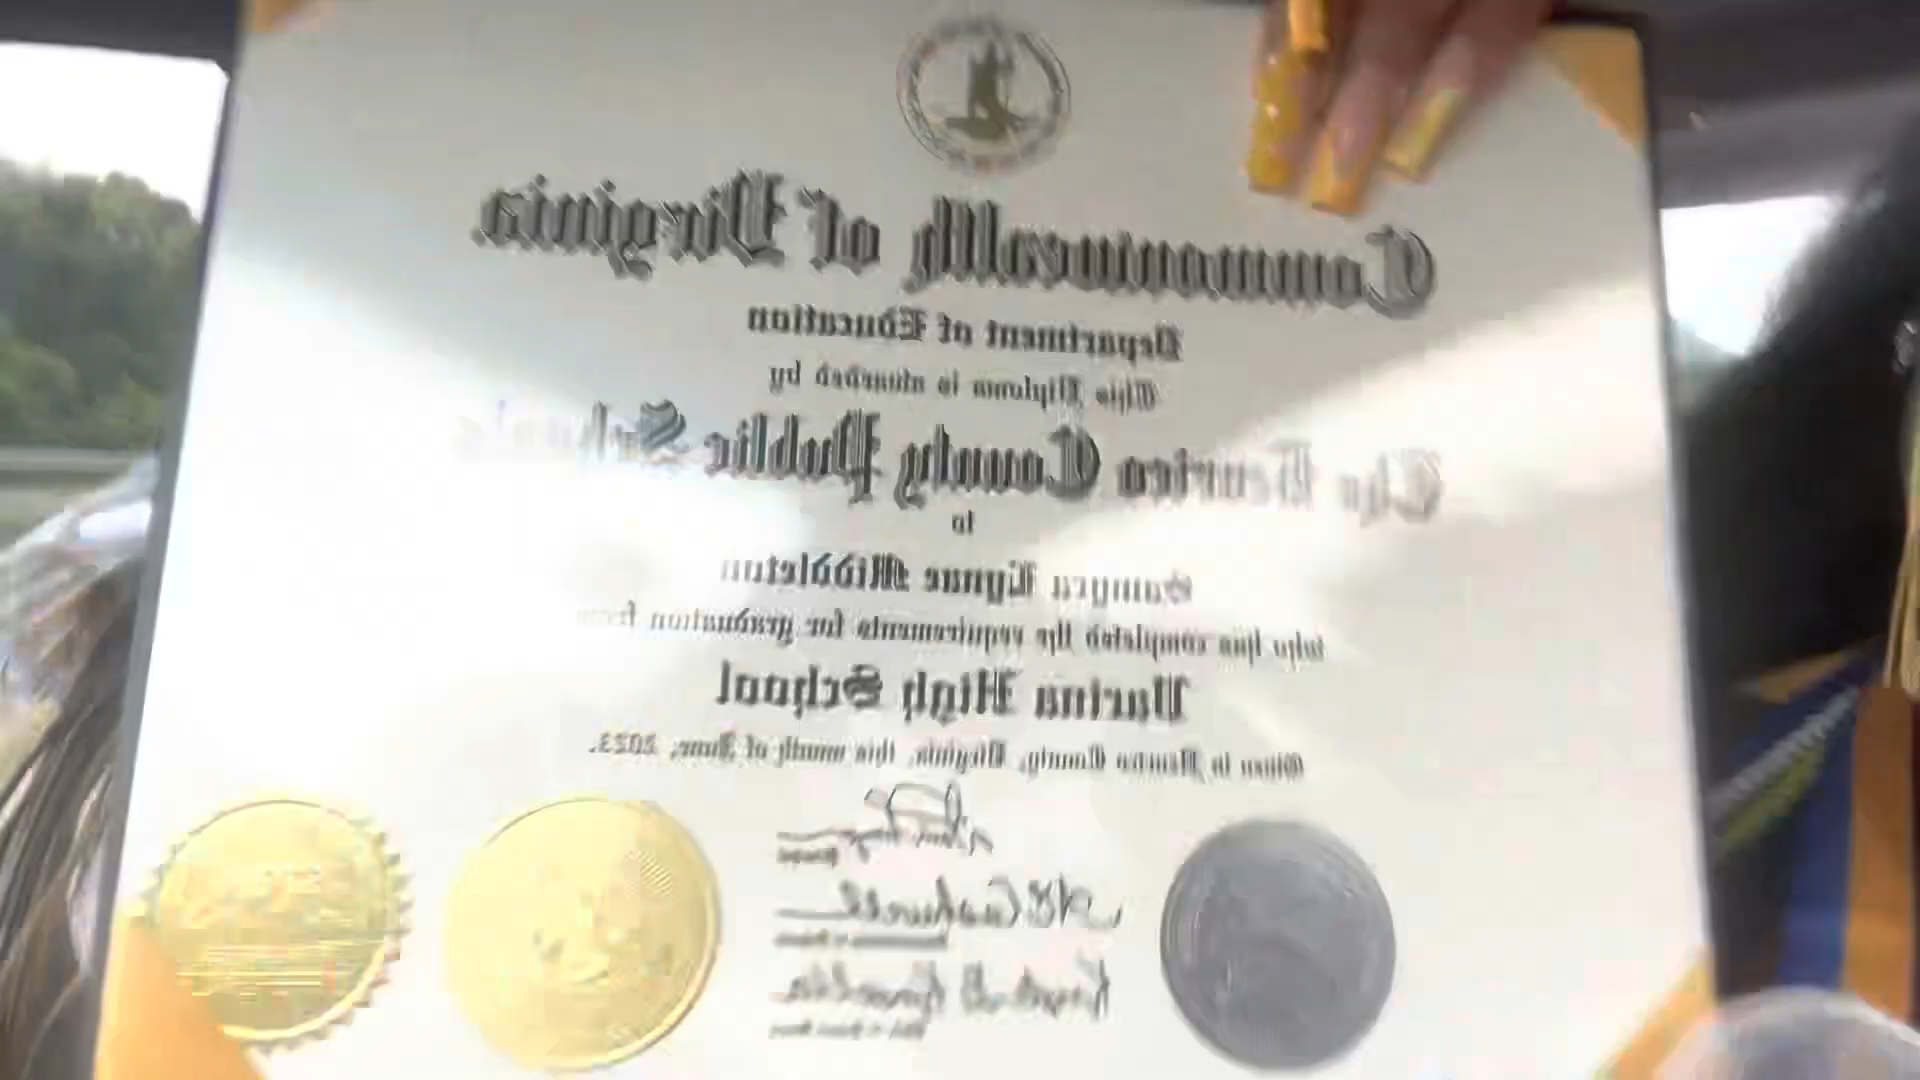 Commonwealth of Virginia
Department of Education
This Diploma is awarded by
The Henrico County Public Schools
to
Samyra Lynne Middleton
who has completed the requirements for graduation from
Varina High School
Given in Henrico County, Virginia, this month of June, 2023.